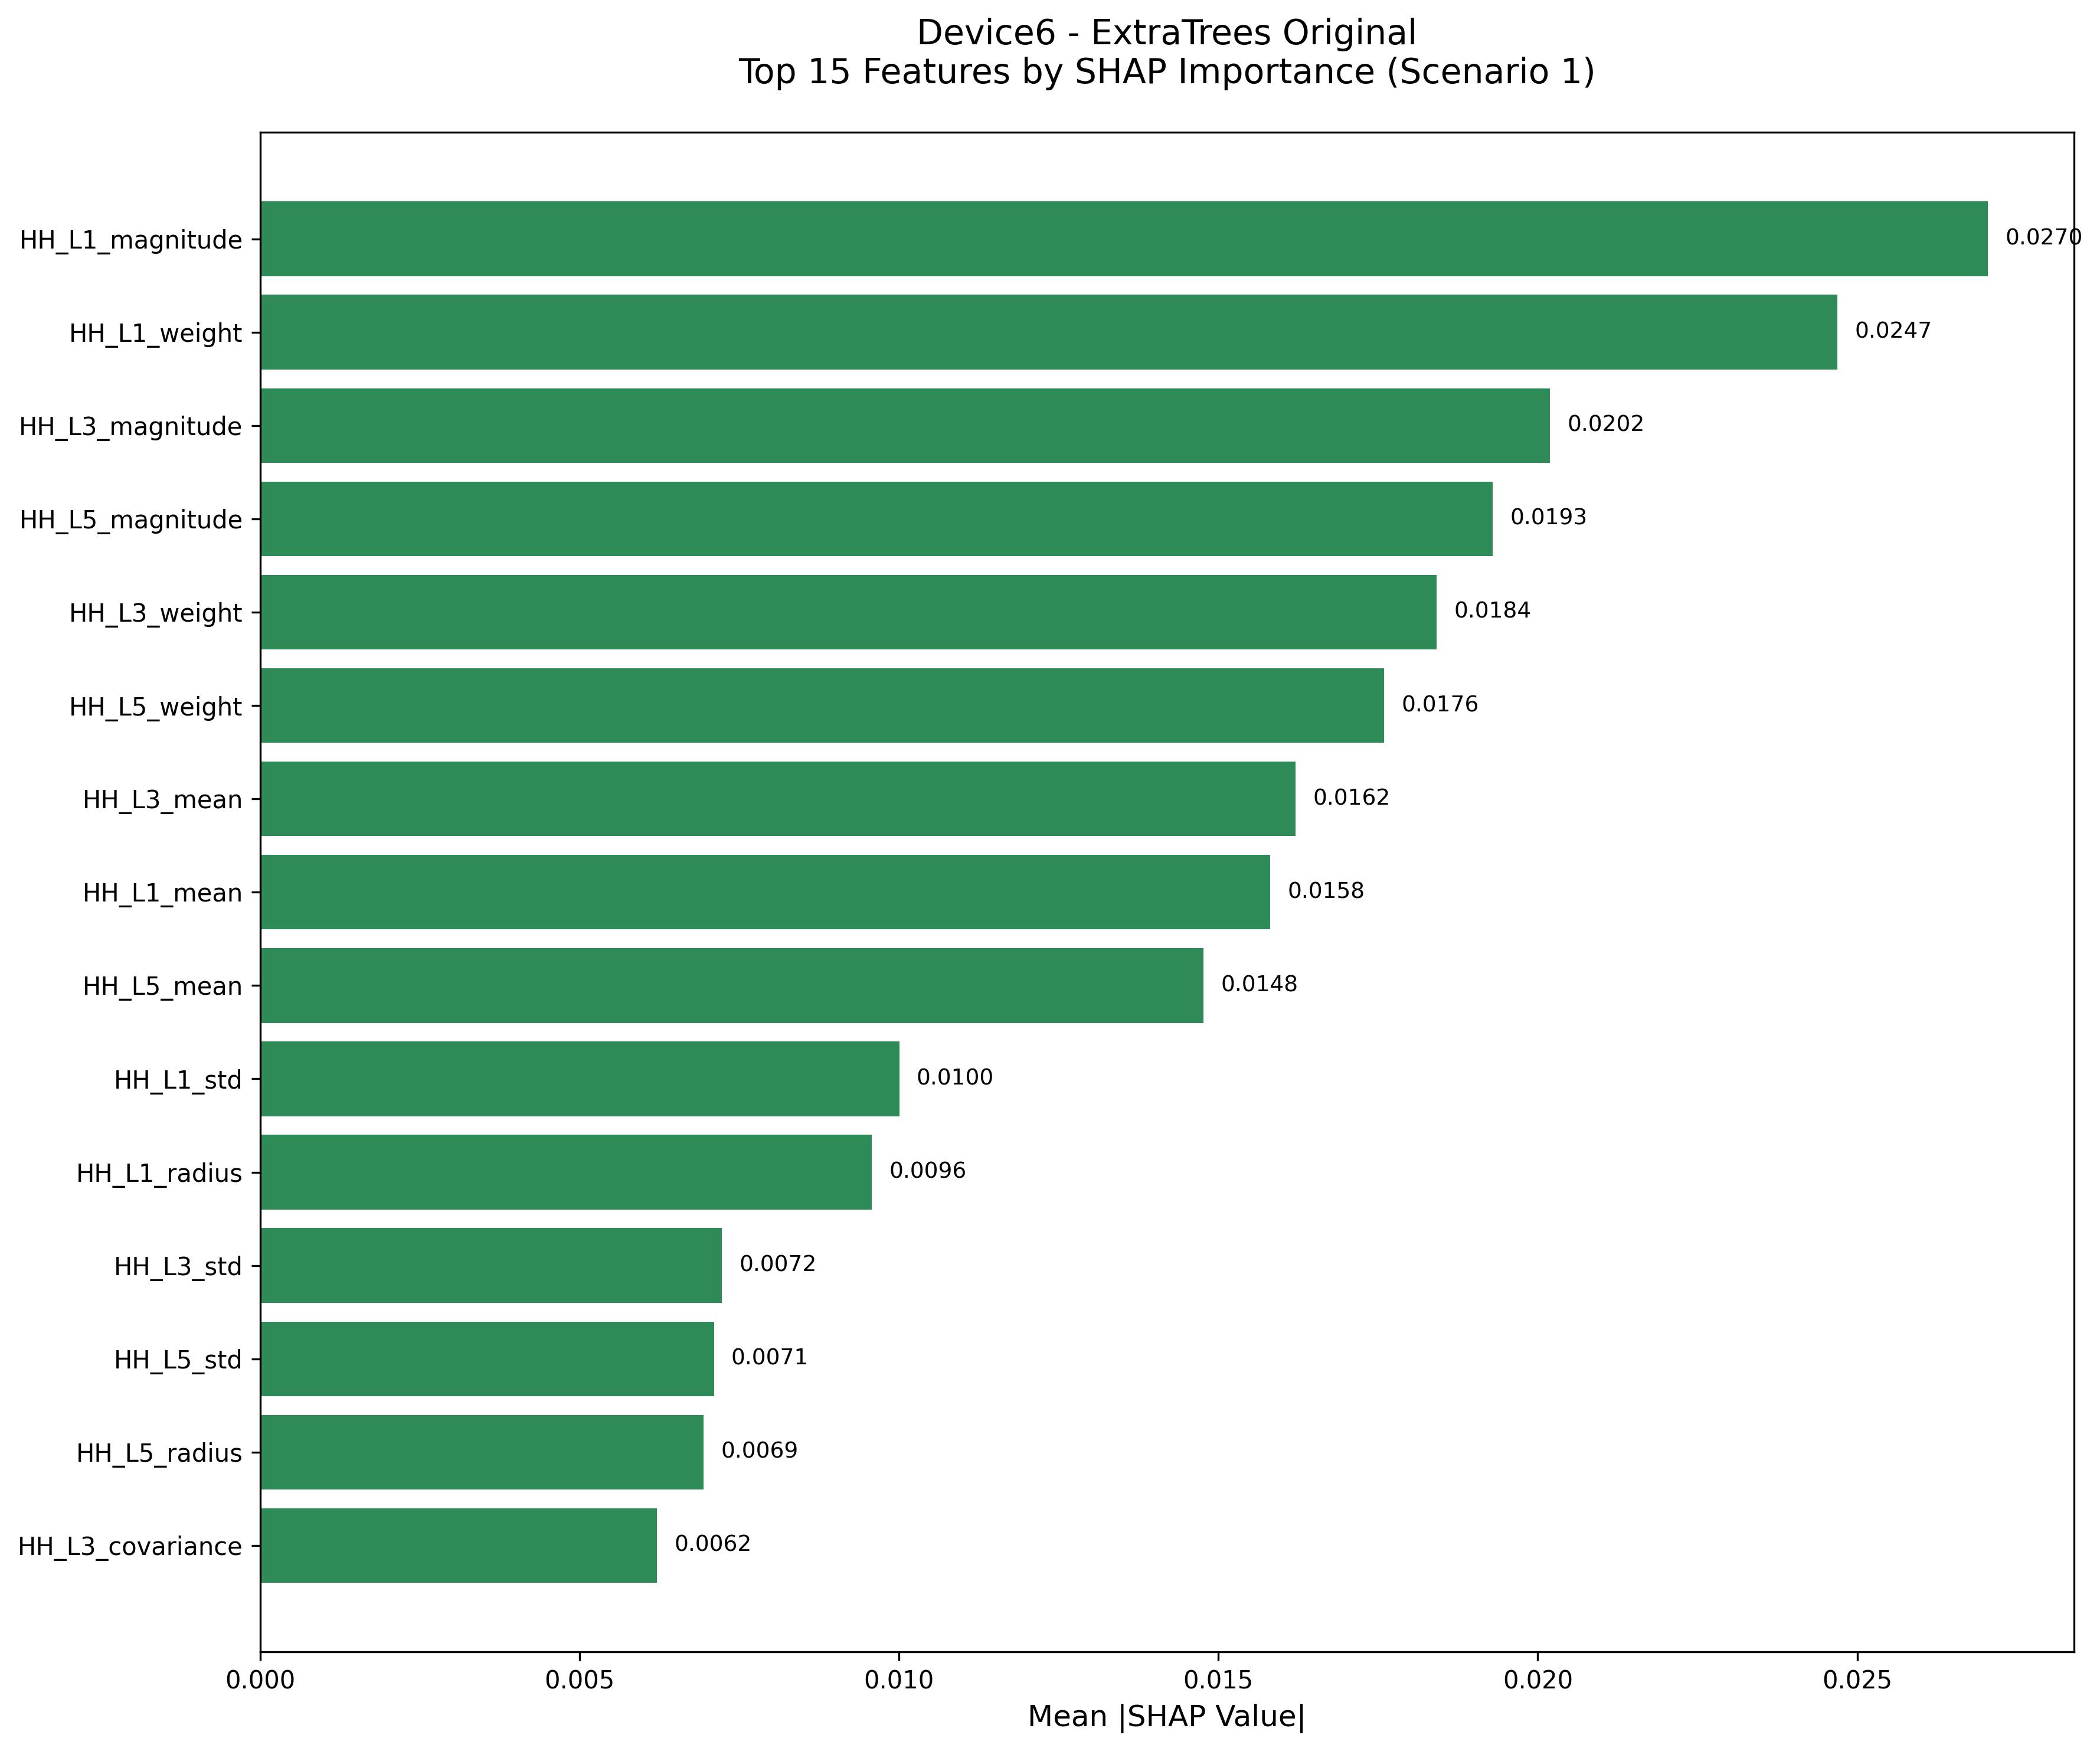 Device6 - ExtraTrees Original
Top 15 Features by SHAP Importance (Scenario 1)
HH_L1_magnitude 0.0270
HH_L1_weight 0.0247
HH_L3_magnitude 0.0202
HH_L5_magnitude 0.0193
HH_L3_weight 0.0184
HH_L5_weight 0.0176
HH_L3_mean 0.0162
HH_L1_mean 0.0158
HH_L5_mean 0.0148
HH_L1_std 0.0100
HH_L1_radius 0.0096
HH_L3_std 0.0072
HH_L5_std 0.0071
HH_L5_radius 0.0069
HH_L3_covariance 0.0062
0.000 0.005 0.010 0.015 0.020 0.025
Mean |SHAP Value|